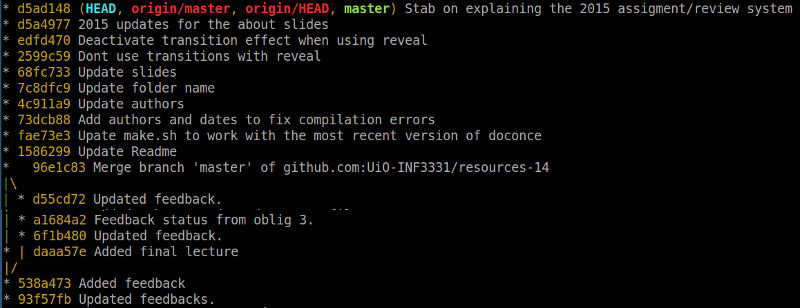 * d5ad148 (HEAD, origin/master, origin/HEAD, master) Stab on explaining the 2015 assigment/review system
* d5a4977 2015 updates for the about slides
* edfd470 Deactivate transition effect when using reveal
* 2599c59 Dont use transitions with reveal
* 68fc733 Update slides
* 7c8dfc9 Update folder name
* 4c911a9 Update authors
* 73dcb88 Add authors and dates to fix compilation errors
* fae73e3 Upate make.sh to work with the most recent version of doconce
* 1586299 Update Readme
*   96e1c83 Merge branch 'master' of github.com:UiO-INF3331/resources-14
|\
| * d55cd72 Updated feedback.
| * a1684a2 Feedback status from oblig 3.
| * 6f1b480 Updated feedback.
* | daaa57e Added final lecture
|/
* 538a473 Added feedback
* 93f57fb Updated feedbacks.